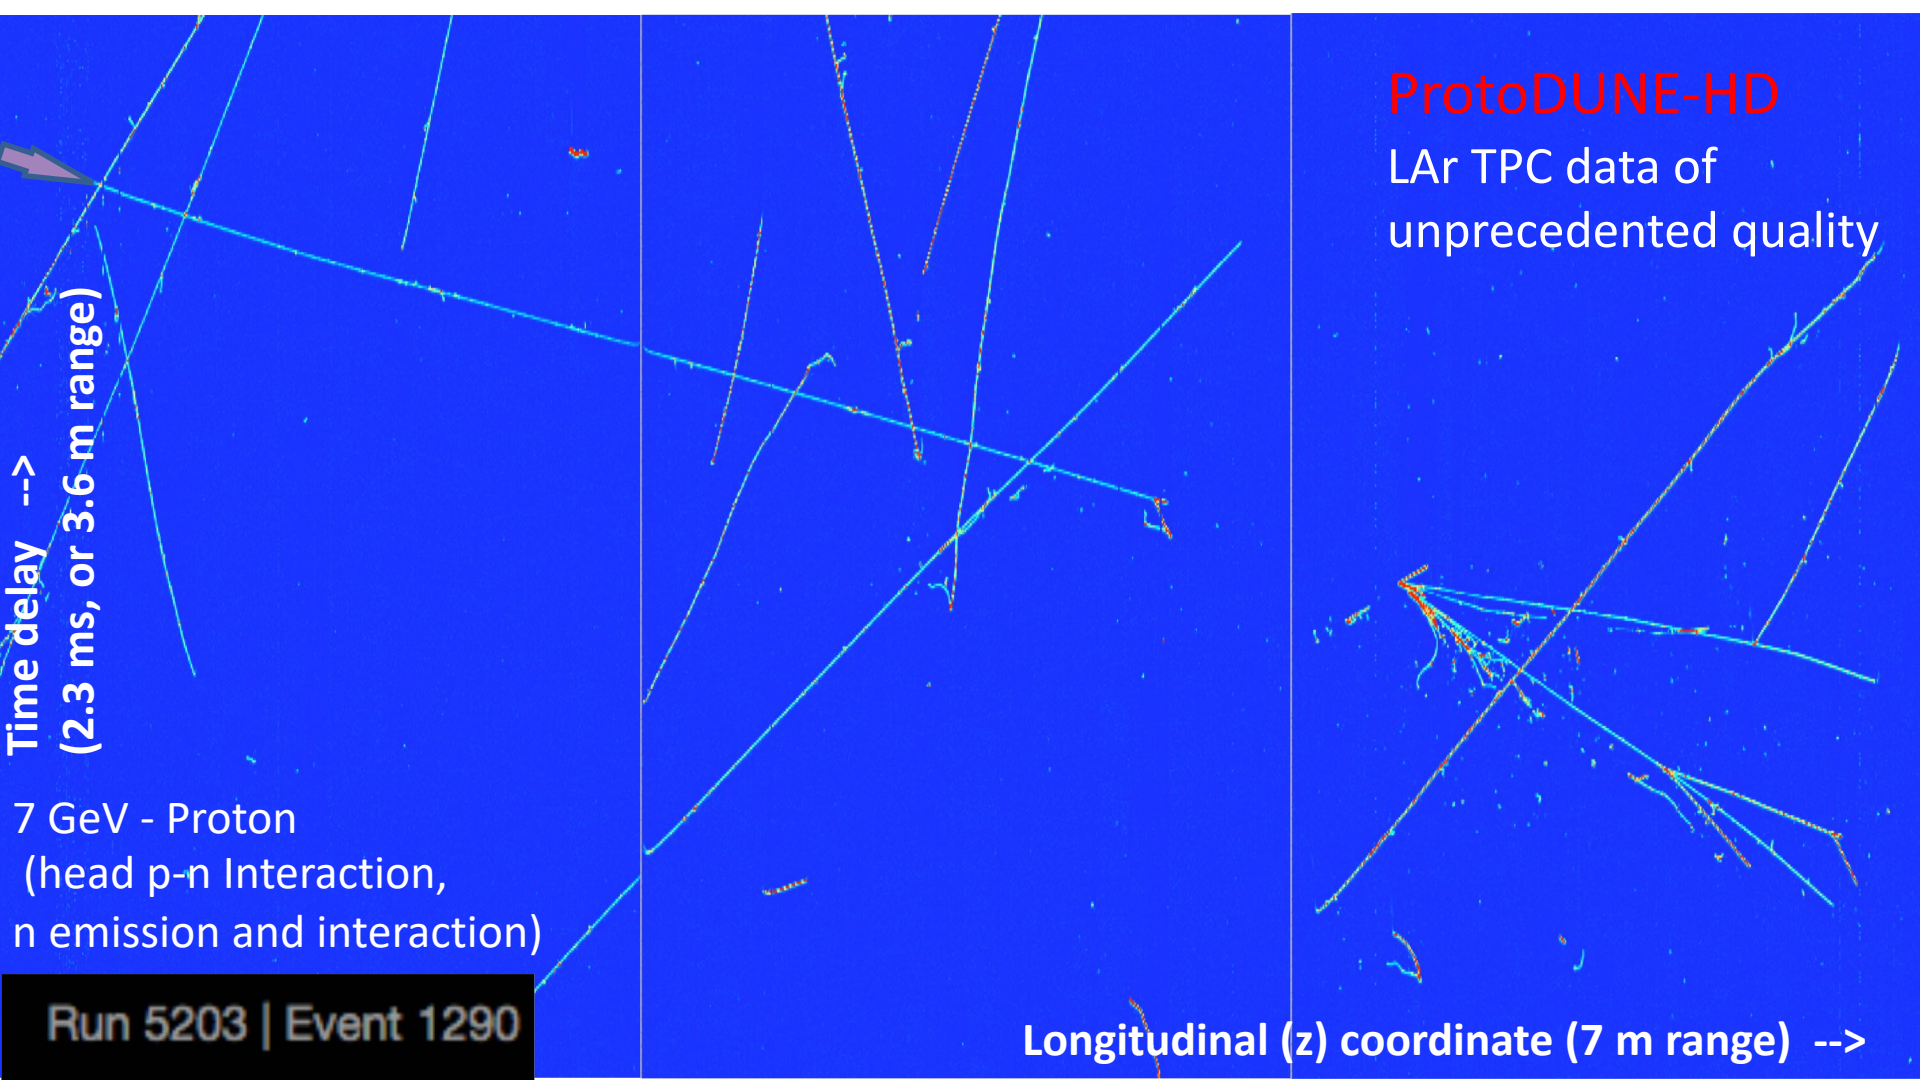 ProtoDUNE-HD
LAr TPC data of
unprecedented quality
Time delay -->
(2.3 ms, or 3.6 m range)
7 GeV - Proton
(head p-n Interaction,
n emission and interaction)
Run 5203 | Event 1290
Longitudinal (z) coordinate (7 m range) -->